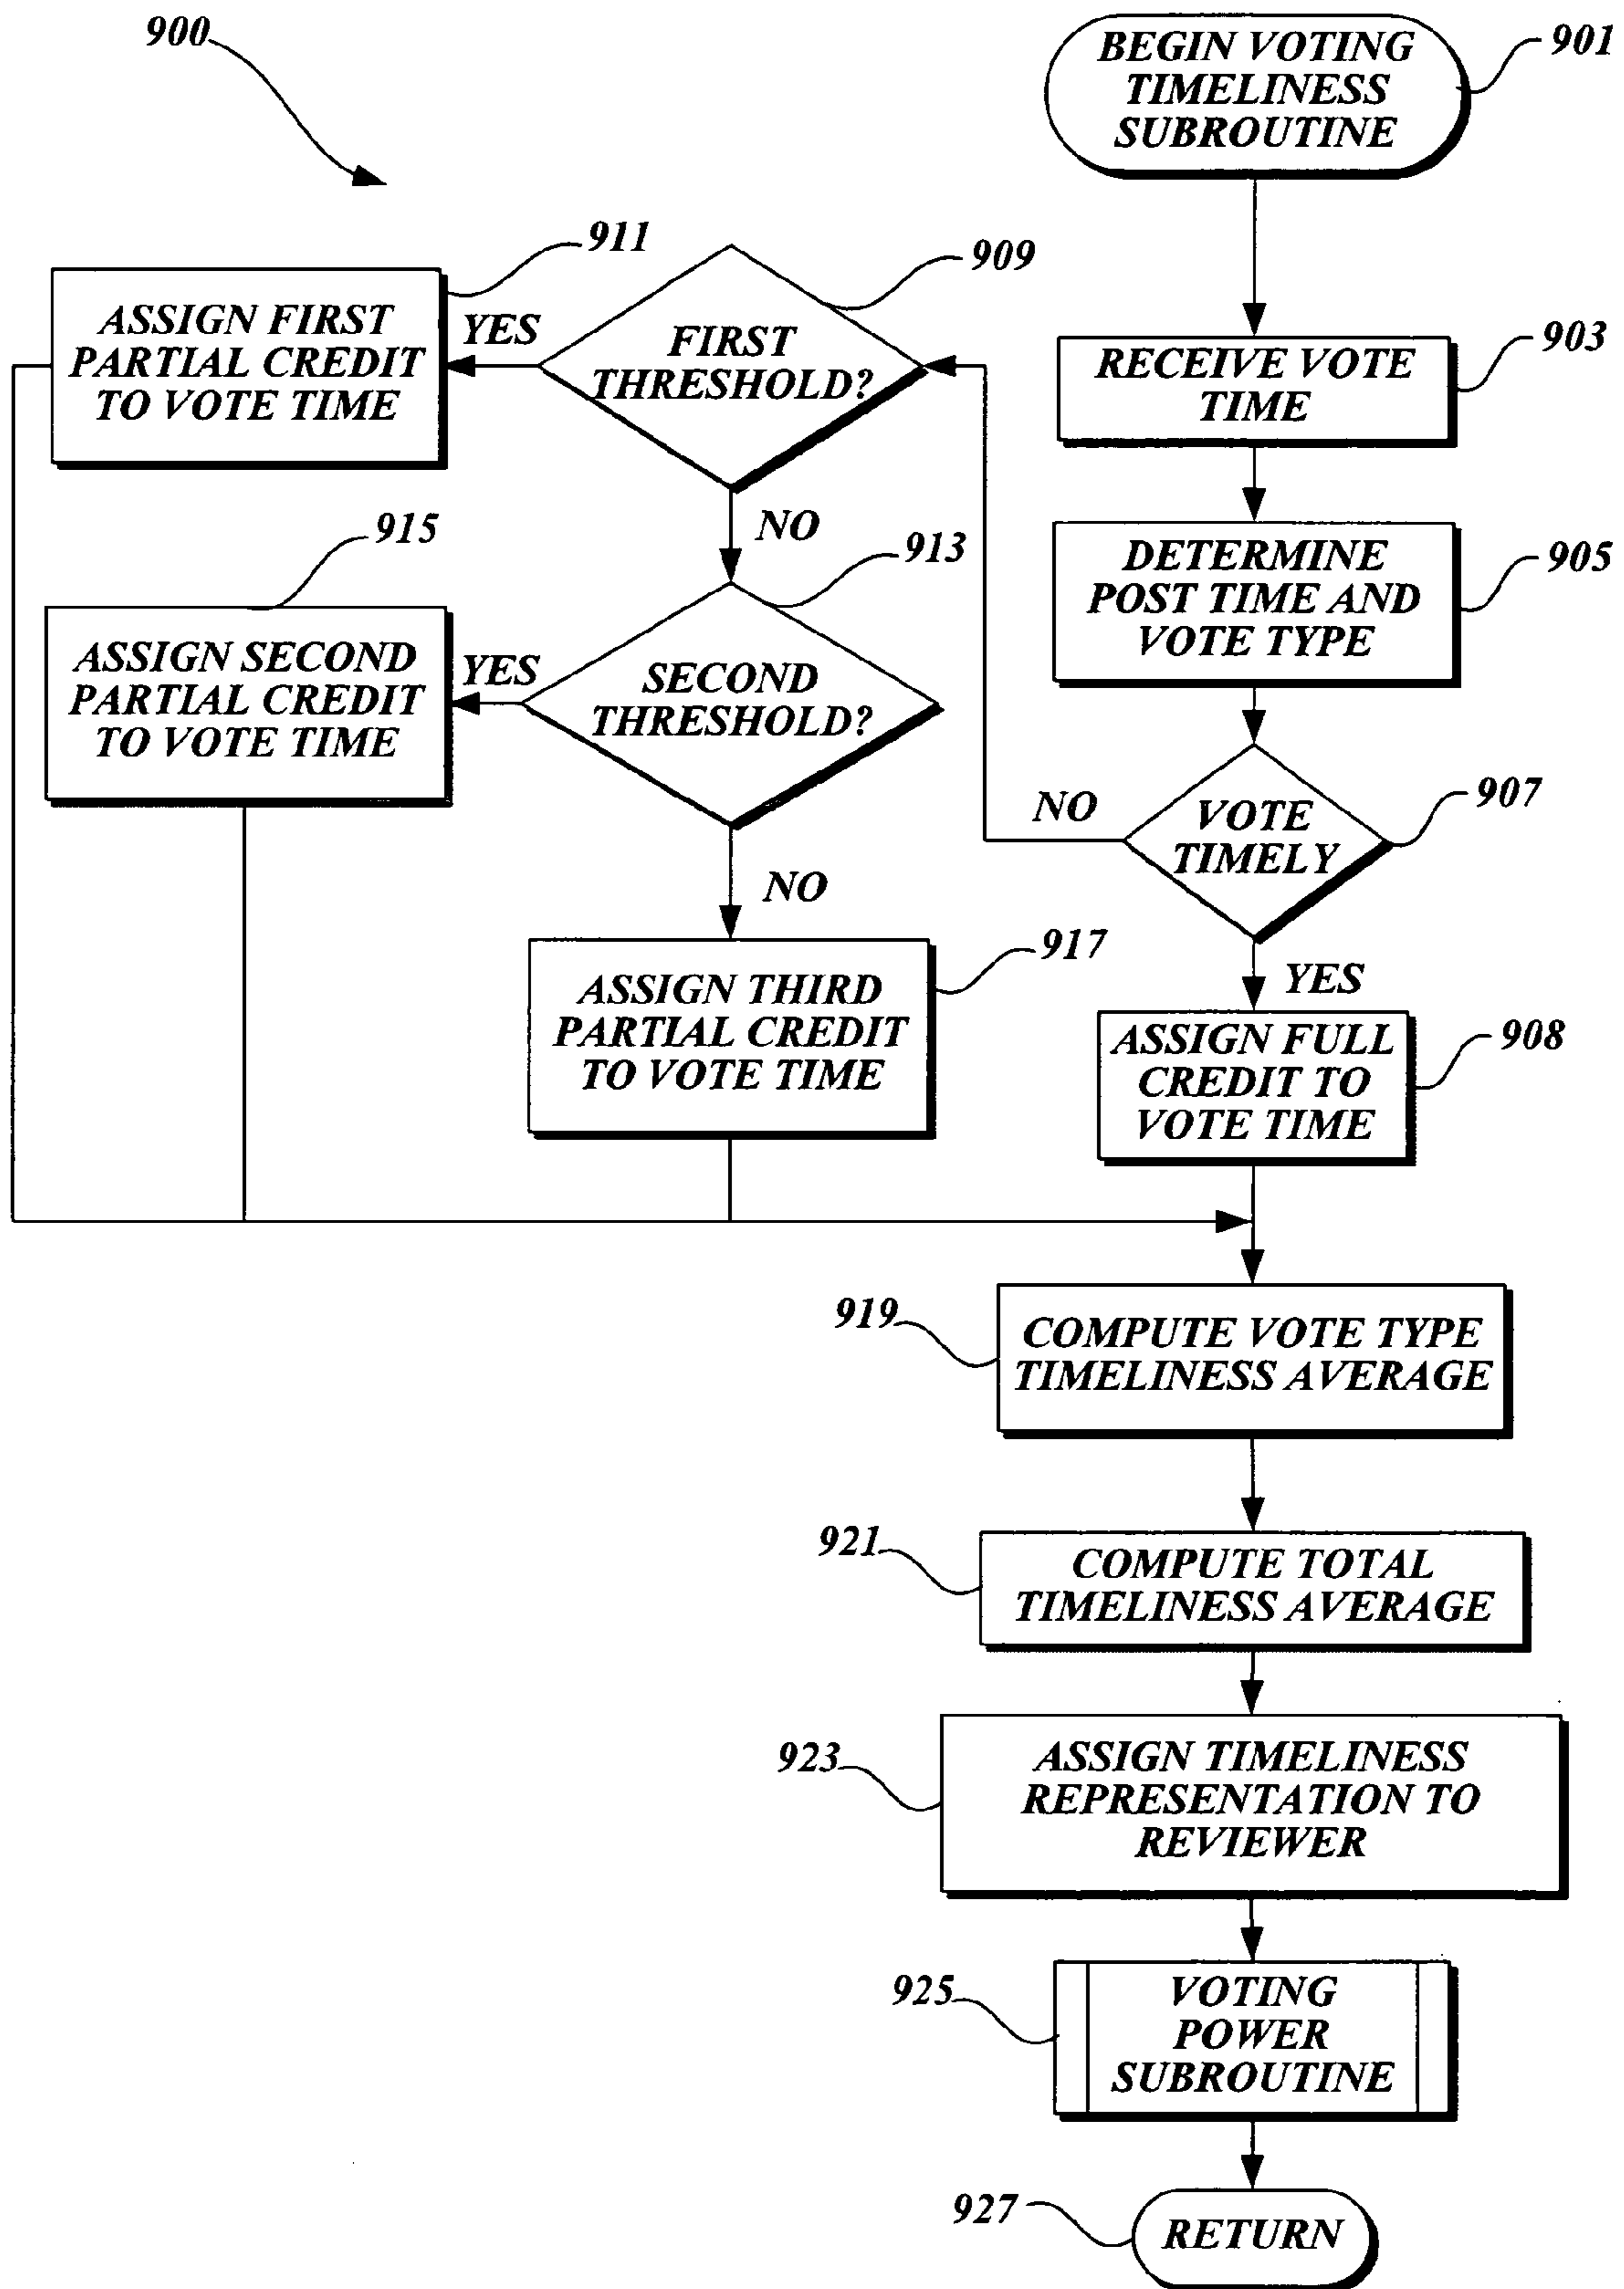 900
BEGIN VOTING
TIMELINESS
SUBROUTINE
901
RECEIVE VOTE
TIME
903
DETERMINE
POST TIME AND
VOTE TYPE
905
VOTE
TIMELY
907
NO
YES
ASSIGN FULL
CREDIT TO
VOTE TIME
908
FIRST
THRESHOLD?
909
YES
NO
ASSIGN FIRST
PARTIAL CREDIT
TO VOTE TIME
911
SECOND
THRESHOLD?
913
YES
NO
ASSIGN SECOND
PARTIAL CREDIT
TO VOTE TIME
915
ASSIGN THIRD
PARTIAL CREDIT
TO VOTE TIME
917
919
COMPUTE VOTE TYPE
TIMELINESS AVERAGE
921
COMPUTE TOTAL
TIMELINESS AVERAGE
923
ASSIGN TIMELINESS
REPRESENTATION TO
REVIEWER
925
VOTING
POWER
SUBROUTINE
927
RETURN